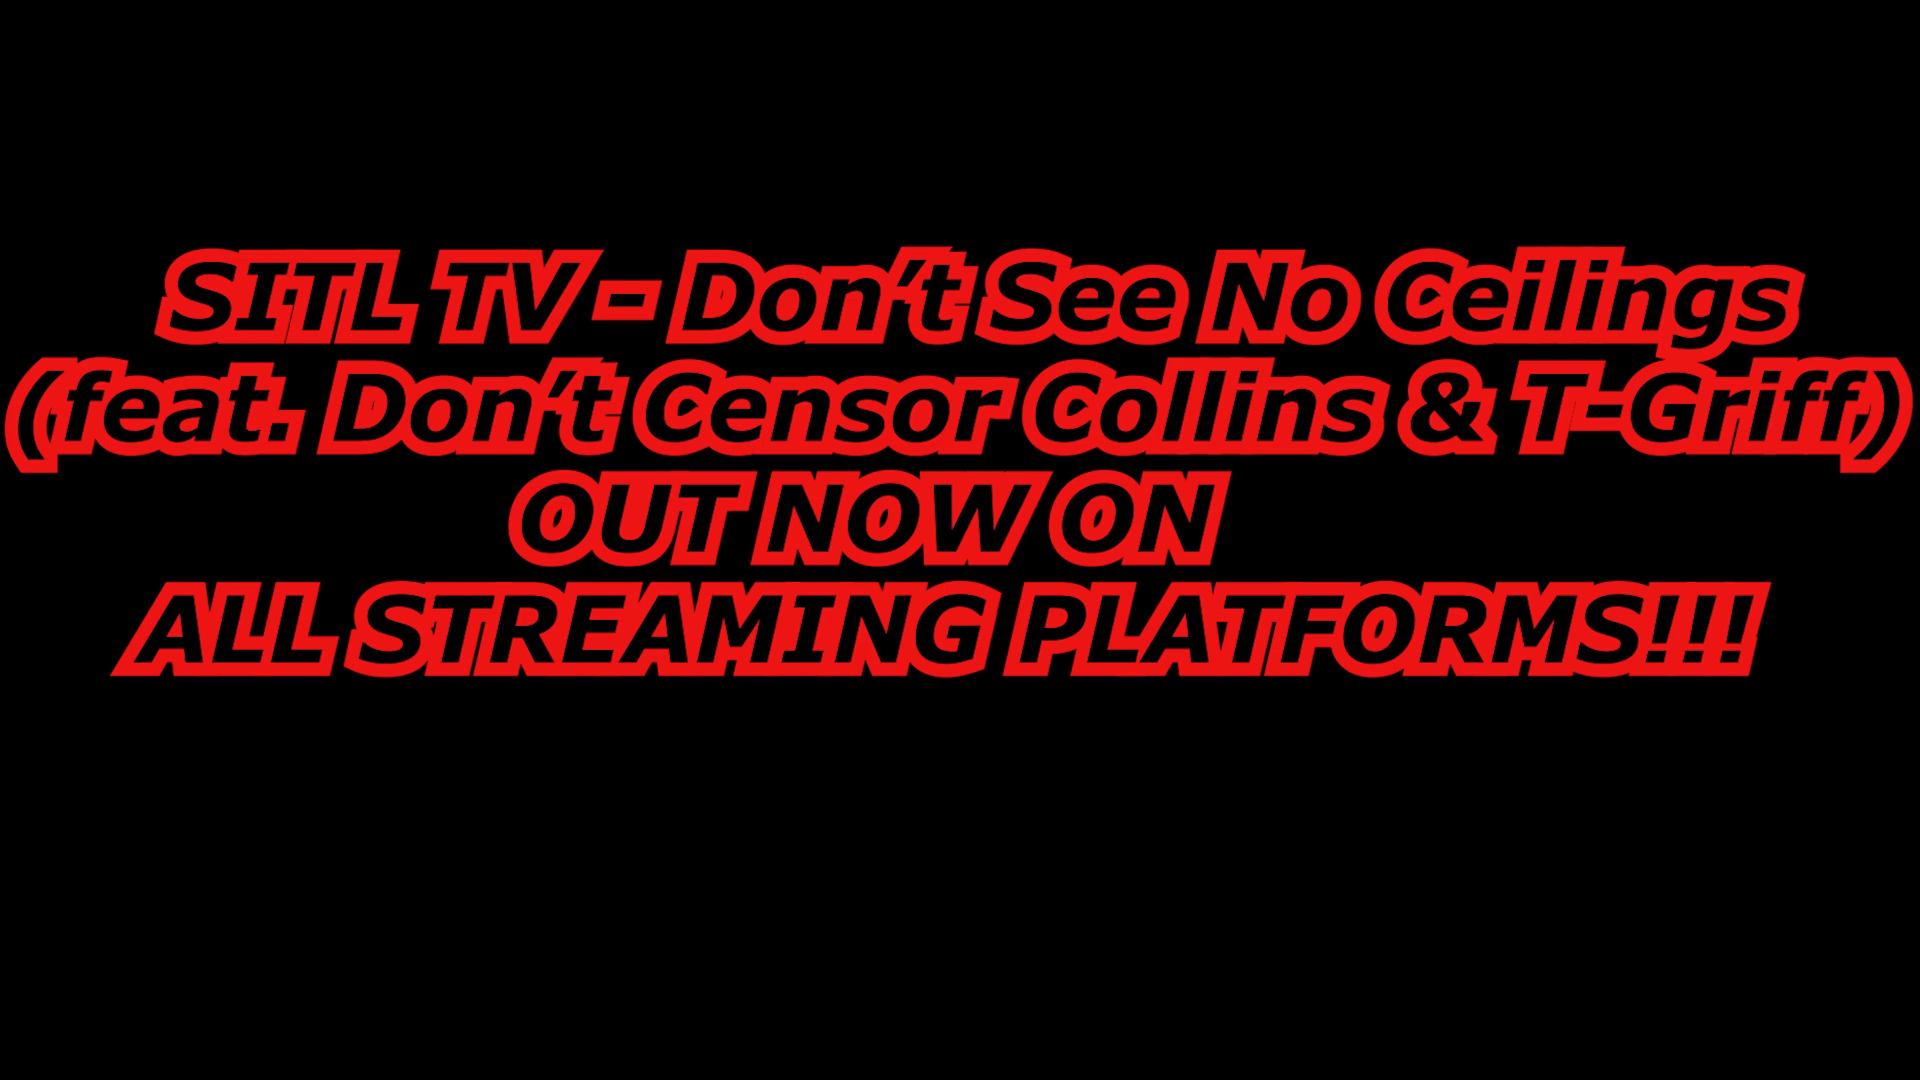 SITL TV - Don't See No Ceilings
(feat. Don't Censor Collins & T-Griff)
OUT NOW ON
ALL STREAMING PLATFORMS!!!